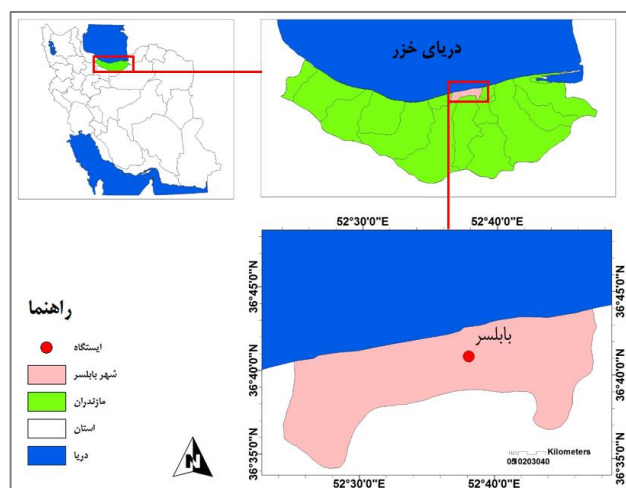 دریای خزر
52°30'0"E 52°40'0"E
36°45'0"N 36°45'0"N
36°40'0"N 36°40'0"N
36°35'0"N 36°35'0"N
بابلسر
Kilometers
0510203040
52°30'0"E 52°40'0"E
راهنما
ایستگاه
شهر بابلسر
مازندران
استان
دریا
N